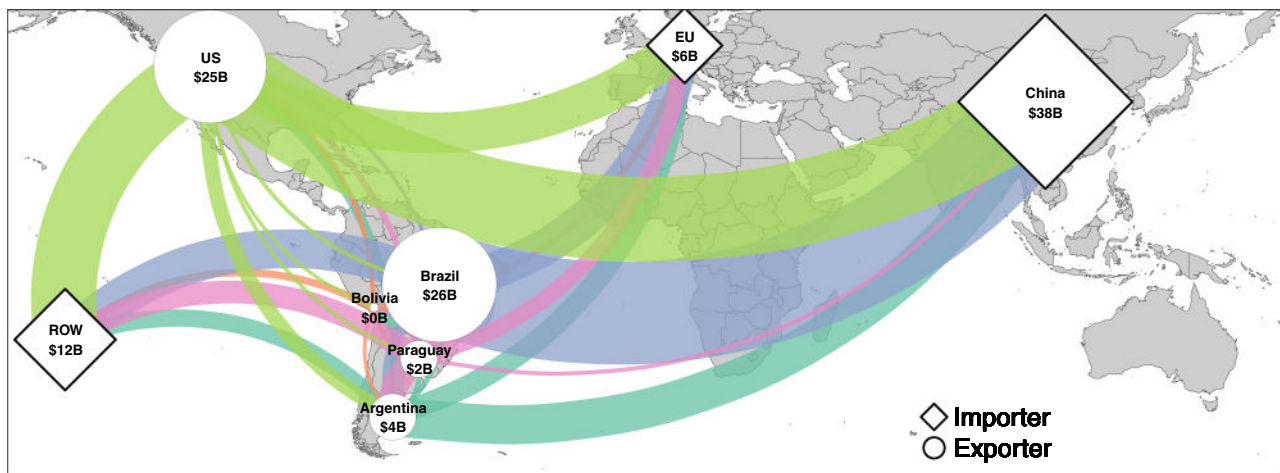 US
$25B
EU
$6B
China
$38B
Brazil
$26B
Bolivia
$0B
ROW
$12B
Paraguay
$2B
Argentina
$4B
Importer
Exporter